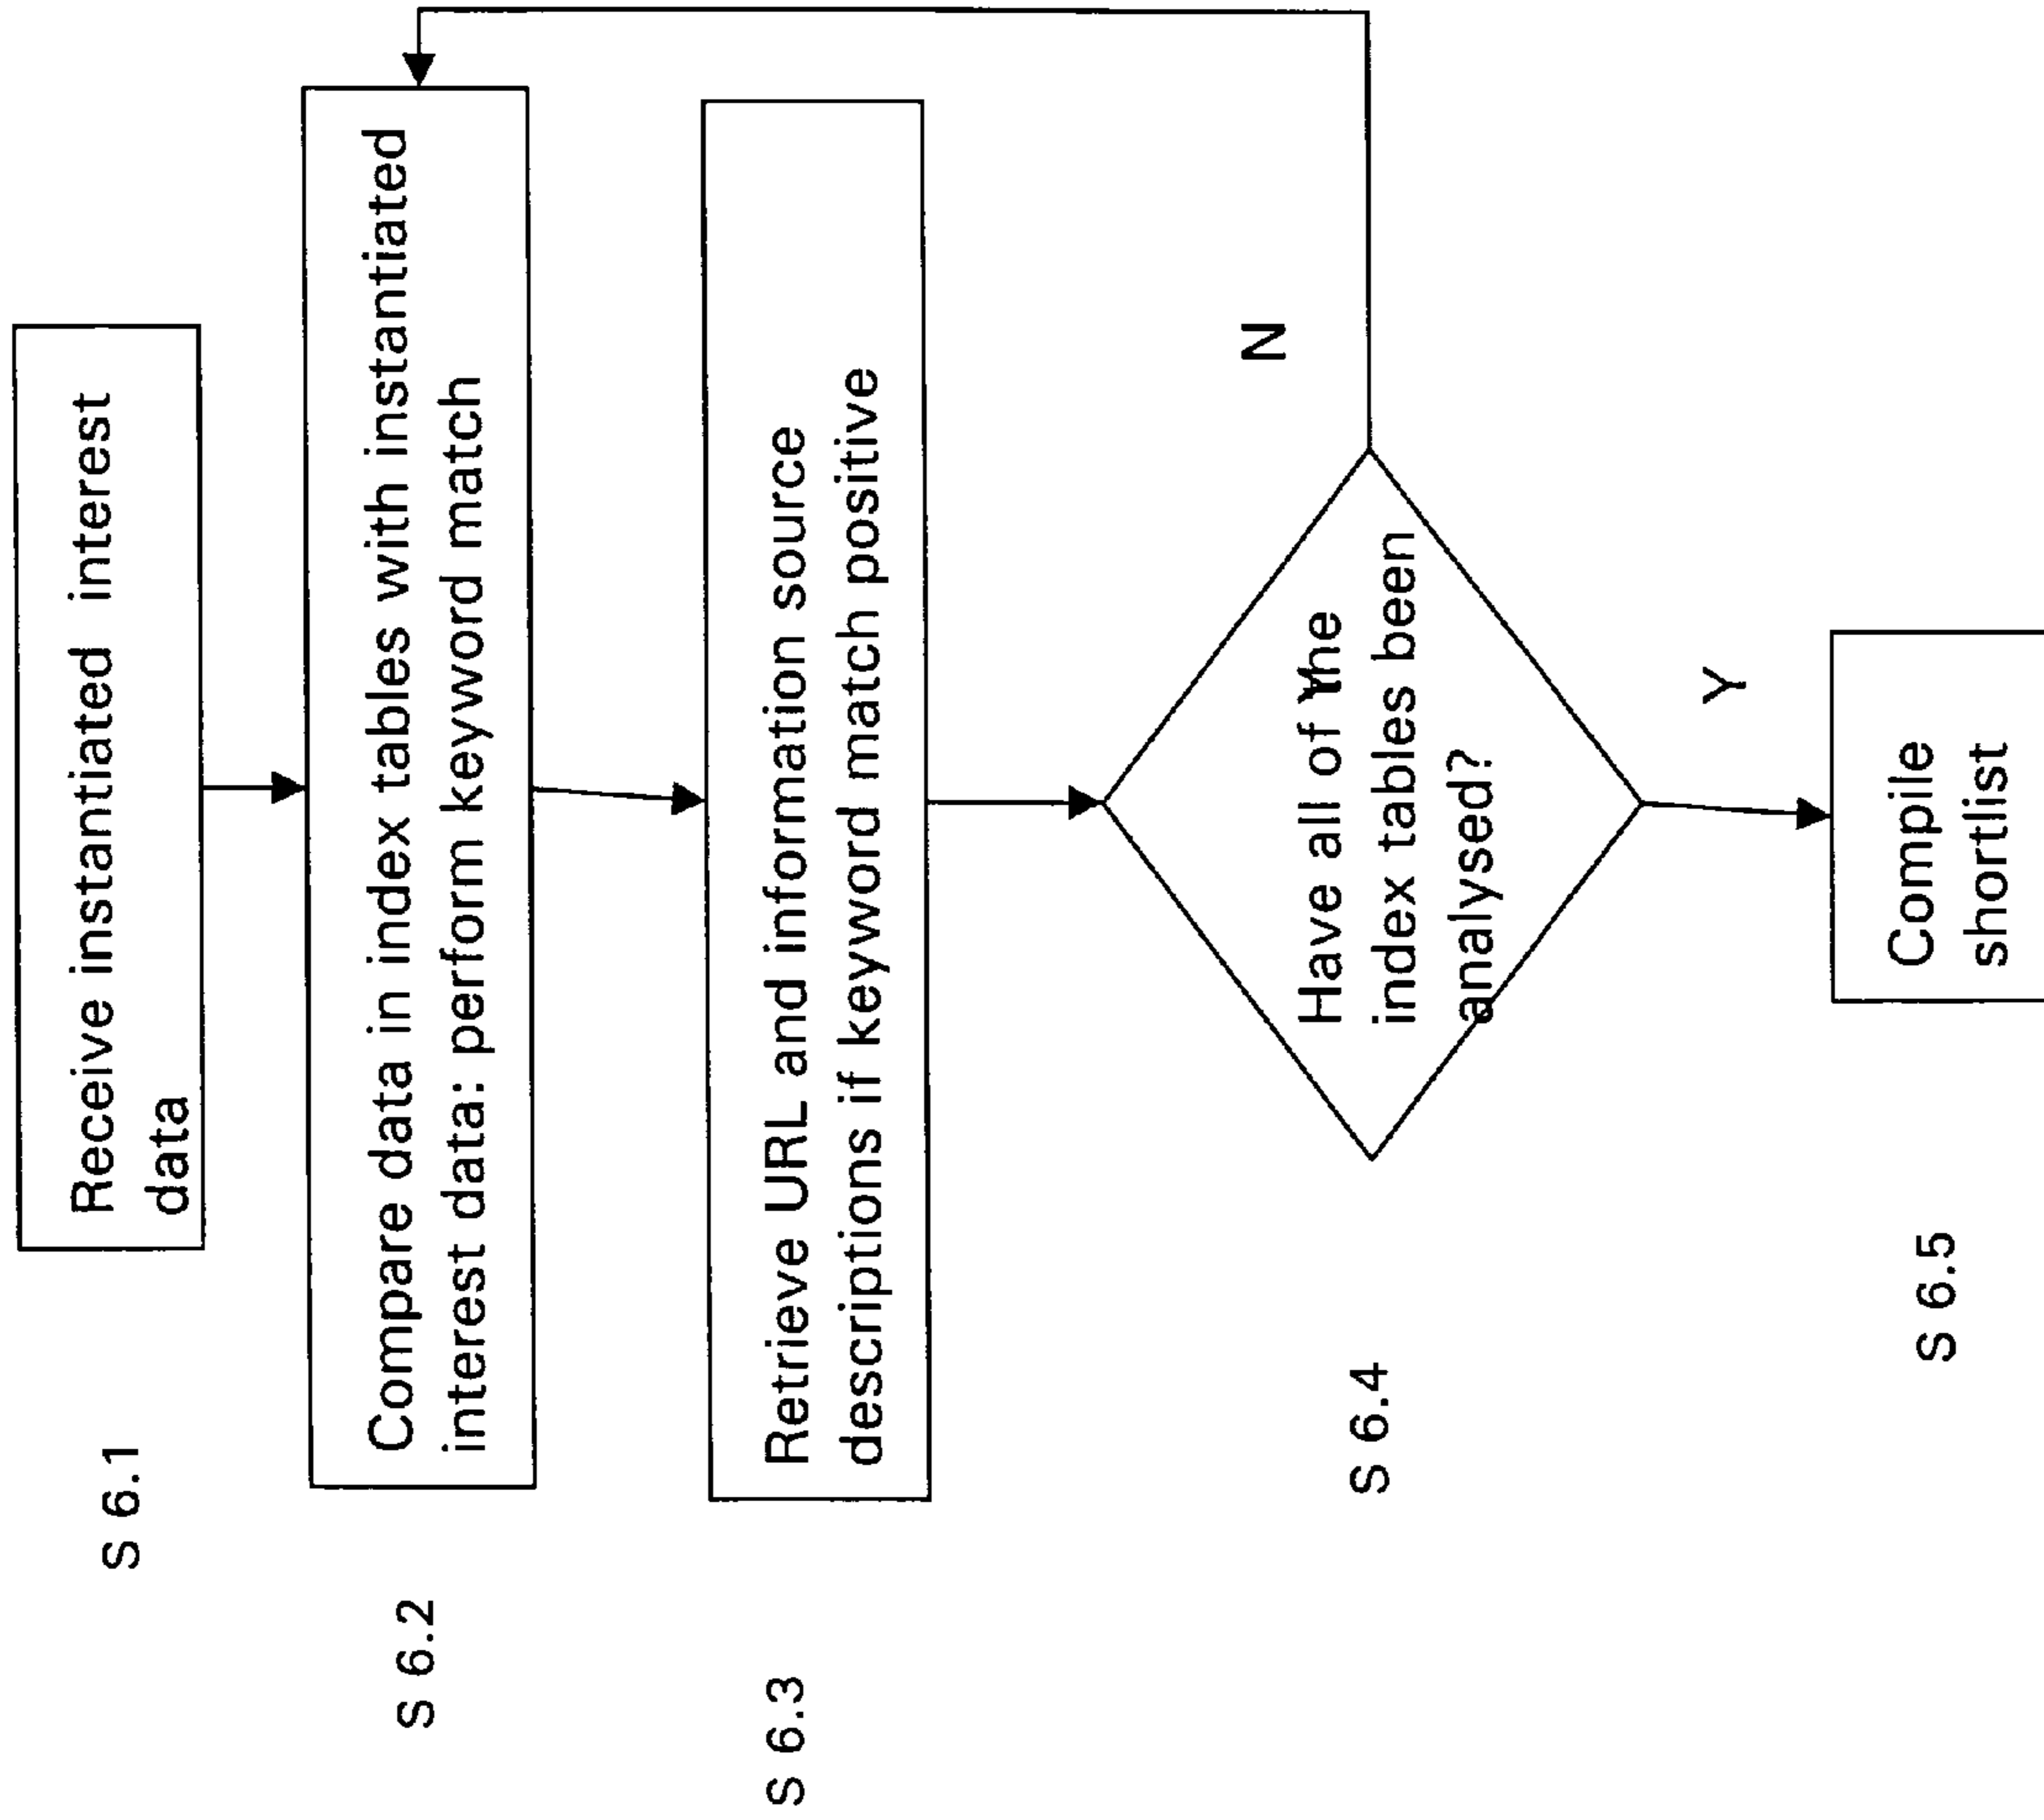 S 6.1
Receive instantiated interest
data
S 6.2
Compare data in index tables with instantiated
interest data: perform keyword match
S 6.3
Retrieve URL and information source
descriptions if keyword match positive
S 6.4
Have all of the
index tables been
analysed?
N
Y
S 6.5
Compile
shortlist